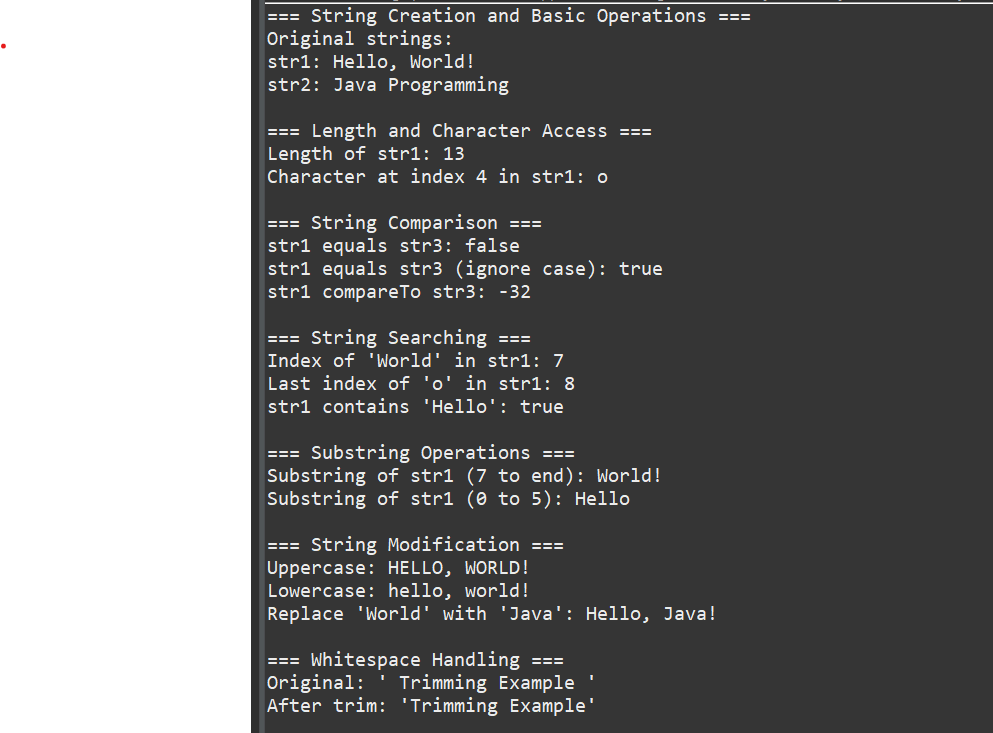 === String Creation and Basic Operations ===
Original strings:
str1: Hello, World!
str2: Java Programming
=== Length and Character Access ===
Length of str1: 13
Character at index 4 in str1: o
=== String Comparison ===
str1 equals str3: false
str1 equals str3 (ignore case): true
str1 compareTo str3: -32
=== String Searching ===
Index of 'World' in str1: 7
Last index of 'o' in str1: 8
str1 contains 'Hello': true
=== Substring Operations ===
Substring of str1 (7 to end): World!
Substring of str1 (0 to 5): Hello
=== String Modification ===
Uppercase: HELLO, WORLD!
Lowercase: hello, world!
Replace 'World' with 'Java': Hello, Java!
=== Whitespace Handling ===
Original: ' Trimming Example '
After trim: 'Trimming Example'